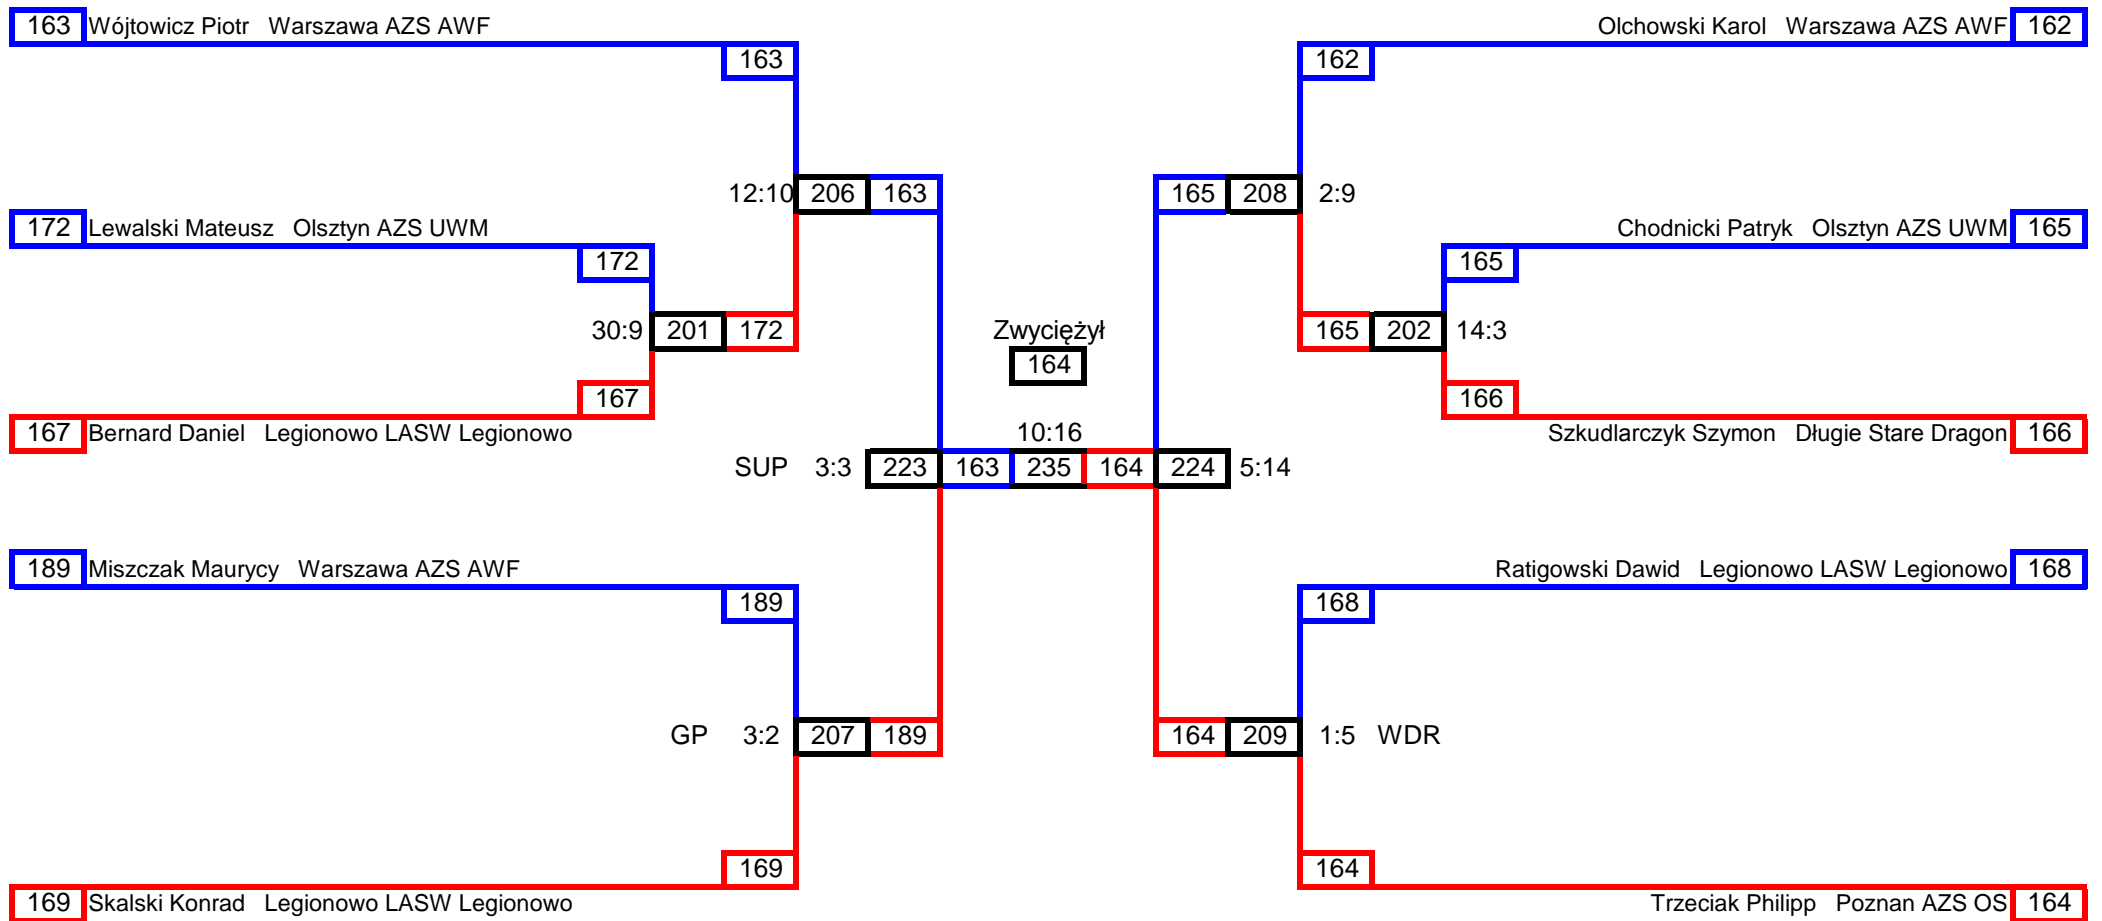 163 Wójtowicz Piotr Warszawa AZS AWF Olchowski Karol Warszawa AZS AWF 162
163 162
12:10 206 163 165 208 2:9
172 Lewalski Mateusz Olsztyn AZS UWM Chodnicki Patryk Olsztyn AZS UWM 165
172 165
30:9 201 172 Zwyciężył 165 202 14:3
164
167 166
167 Bernard Daniel Legionowo LASW Legionowo 10:16 Szkudlarczyk Szymon Długie Stare Dragon 166
SUP 3:3 223 163 235 164 224 5:14
189 Miszczak Maurycy Warszawa AZS AWF Ratigowski Dawid Legionowo LASW Legionowo 168
189 168
GP 3:2 207 189 164 209 1:5 WDR
169 164
169 Skalski Konrad Legionowo LASW Legionowo Trzeciak Philipp Poznan AZS OS 164